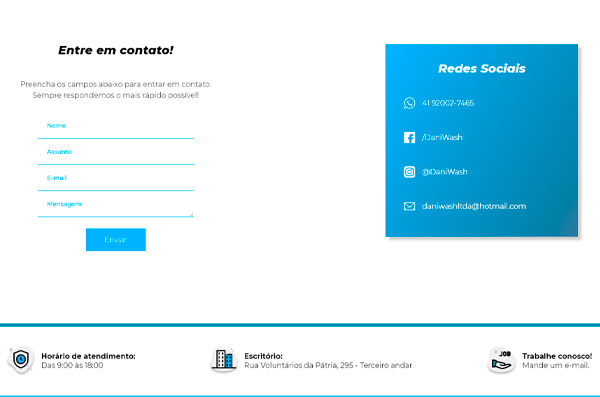 Entre em contato!
Preencha os campos abaixo para entrar em contato.
Sempre respondemos o mais rápido possível!
Nome
Assunto
E-mail
Mensagem
Enviar
Redes Sociais
41 92002-7465
/DaniWash
@DaniWash
daniwashltda@hotmail.com
Horário de atendimento:
Das 9:00 às 18:00
Escritório:
Rua Voluntários da Pátria, 295 - Terceiro andar
JOB
Trabalhe conosco!
Mande um e-mail.